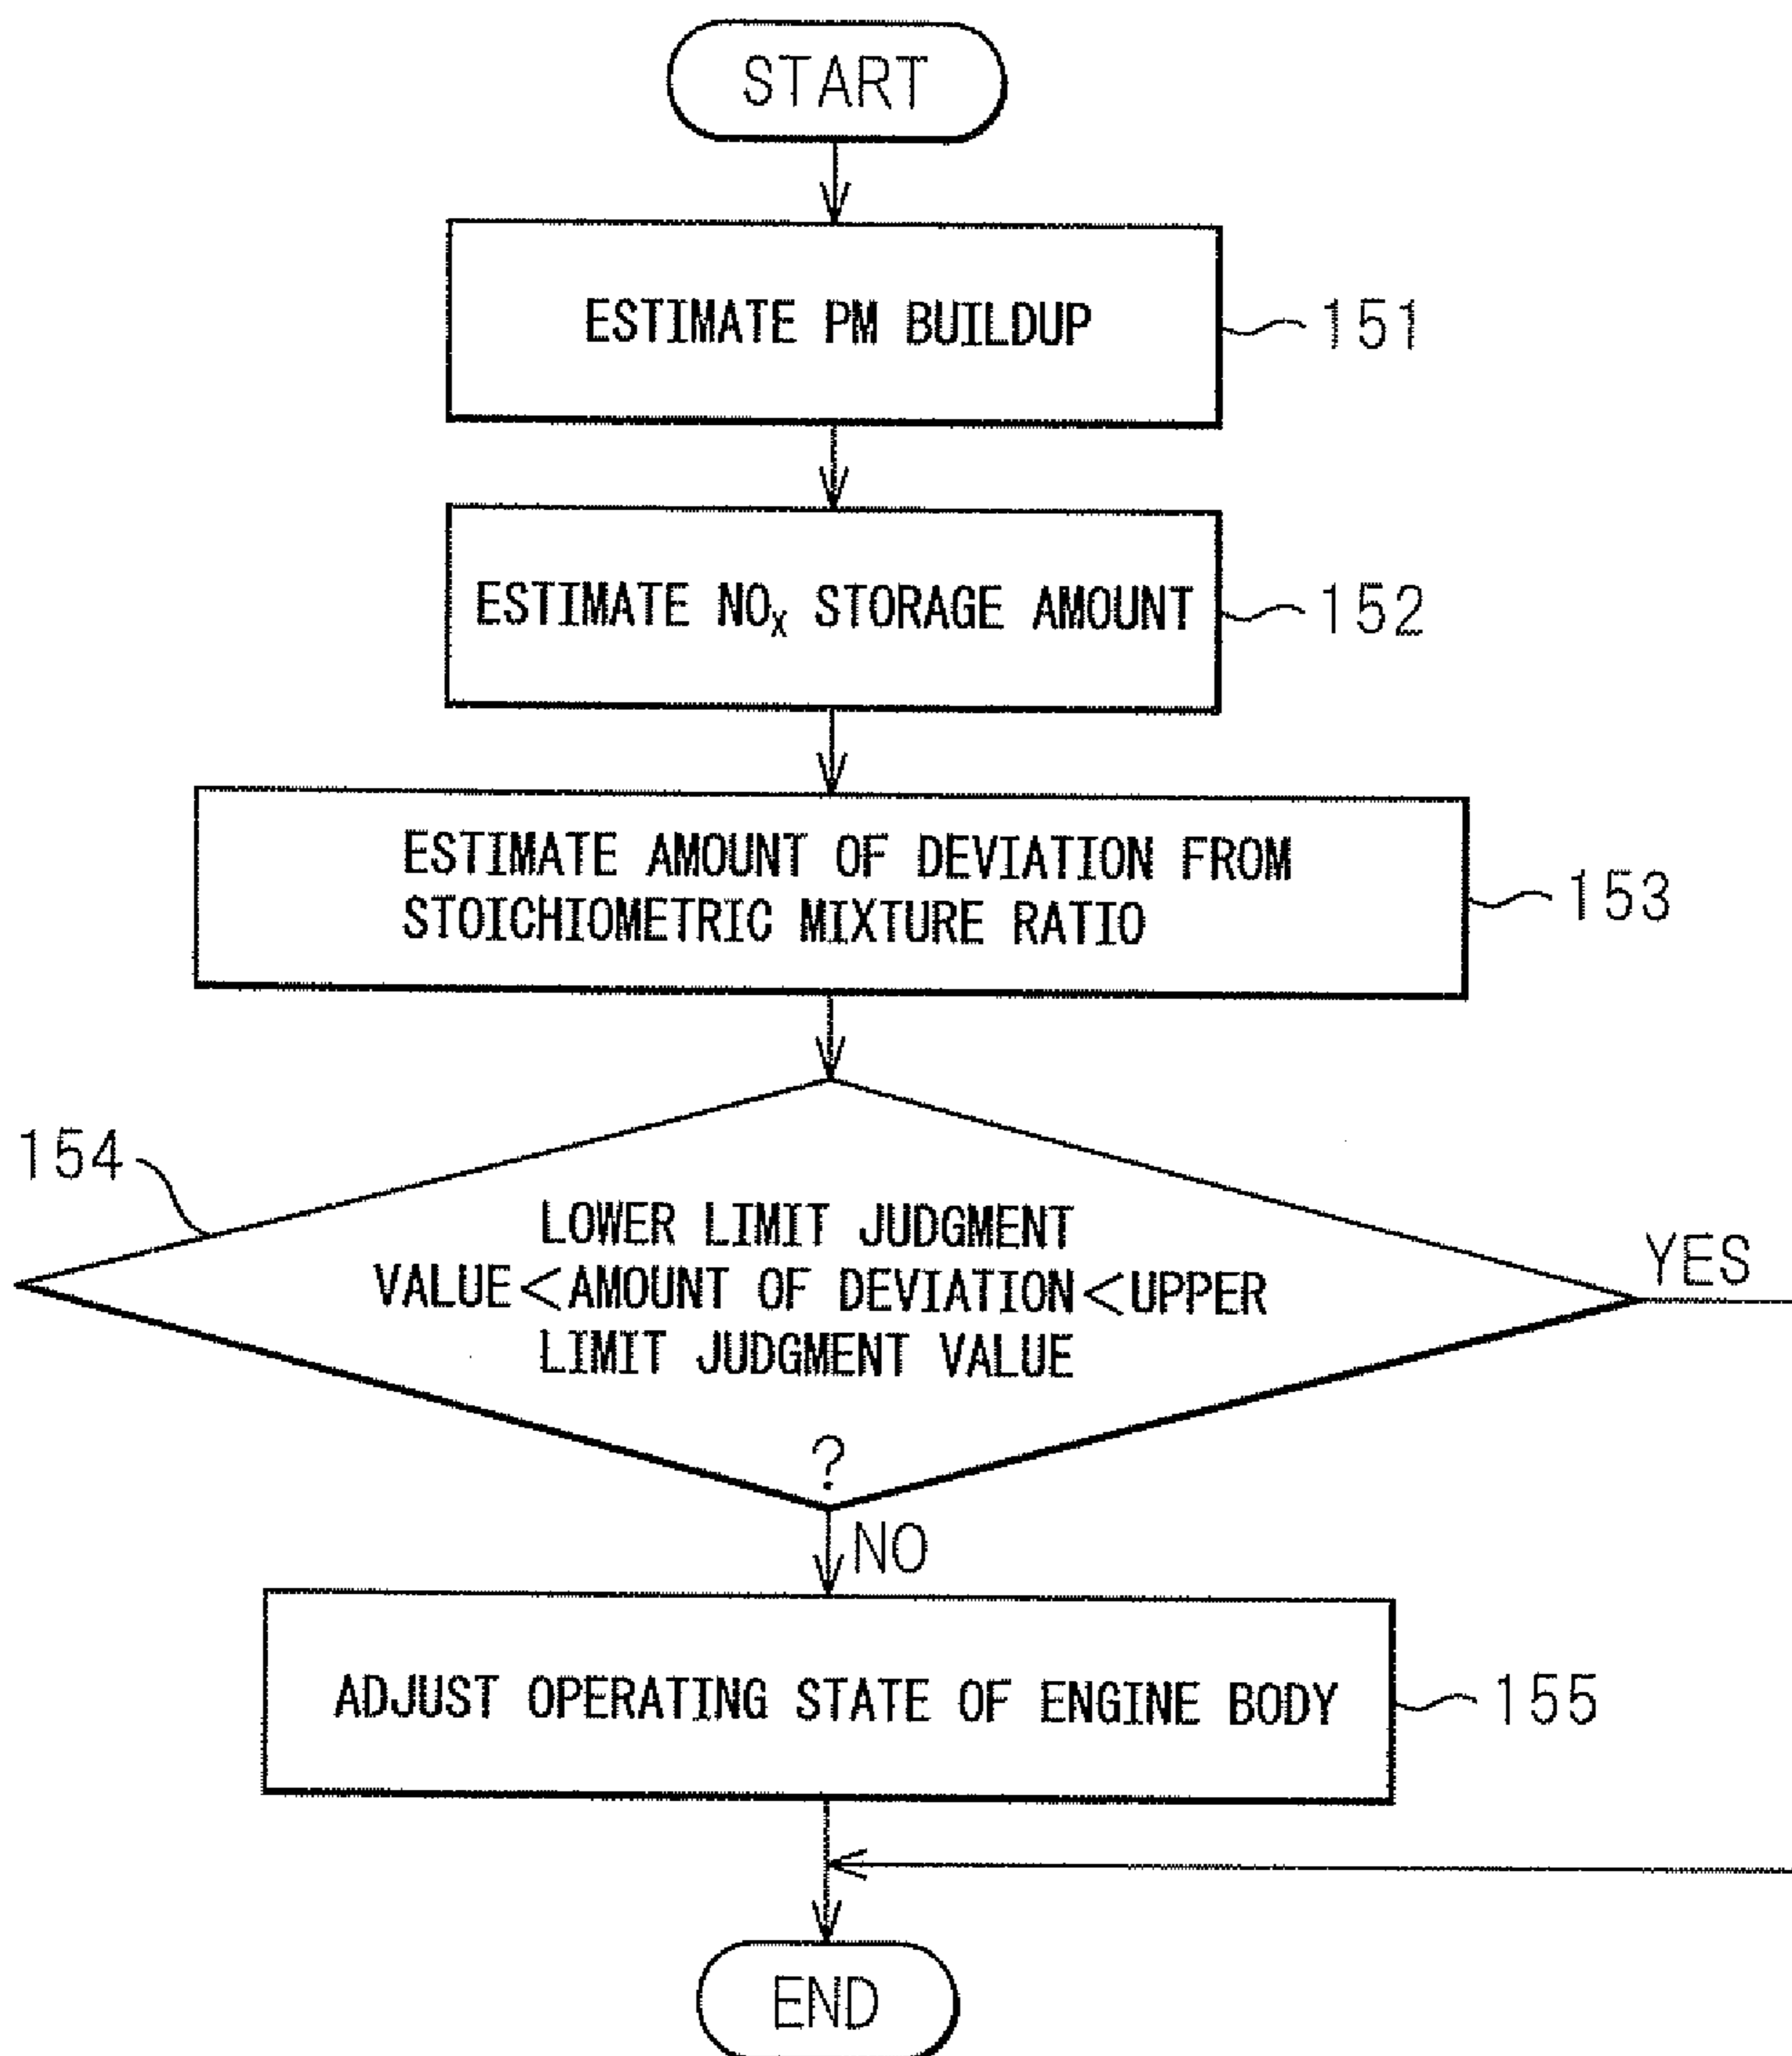 START
ESTIMATE PM BUILDUP
151
ESTIMATE NOx STORAGE AMOUNT
152
ESTIMATE AMOUNT OF DEVIATION FROM
STOICHIOMETRIC MIXTURE RATIO
153
154
LOWER LIMIT JUDGMENT
VALUE<AMOUNT OF DEVIATION<UPPER
LIMIT JUDGMENT VALUE
?
YES
NO
ADJUST OPERATING STATE OF ENGINE BODY
155
END